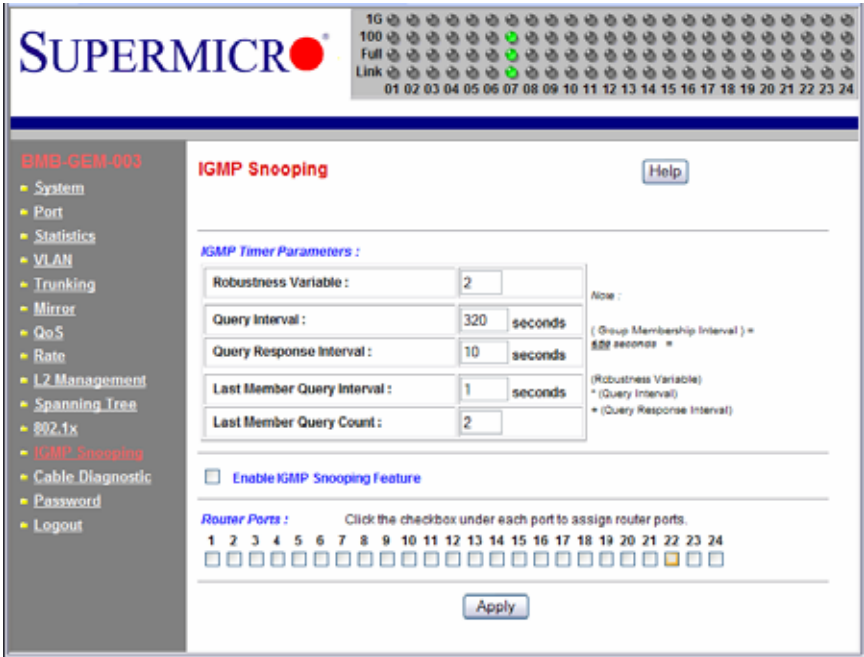 SUPERMICRO
1G
100
Full
Link
01 02 03 04 05 06 07 08 09 10 11 12 13 14 15 16 17 18 19 20 21 22 23 24
BMB-GEM-003
System
Port
Statistics
VLAN
Trunking
Mirror
QoS
Rate
L2 Management
Spanning Tree
802.1x
IGMP Snooping
Cable Diagnostic
Password
Logout
IGMP Snooping
Help
IGMP Timer Parameters :
Robustness Variable : 2
Query Interval : 320 seconds
Query Response Interval : 10 seconds
Last Member Query Interval : 1 seconds
Last Member Query Count : 2
Note :
( Group Membership Interval ) =
seconds =
(Robustness Variable)
* (Query Interval)
+ (Query Response Interval)
Enable IGMP Snooping Feature
Router Ports : Click the checkbox under each port to assign router ports.
1 2 3 4 5 6 7 8 9 10 11 12 13 14 15 16 17 18 19 20 21 22 23 24
Apply